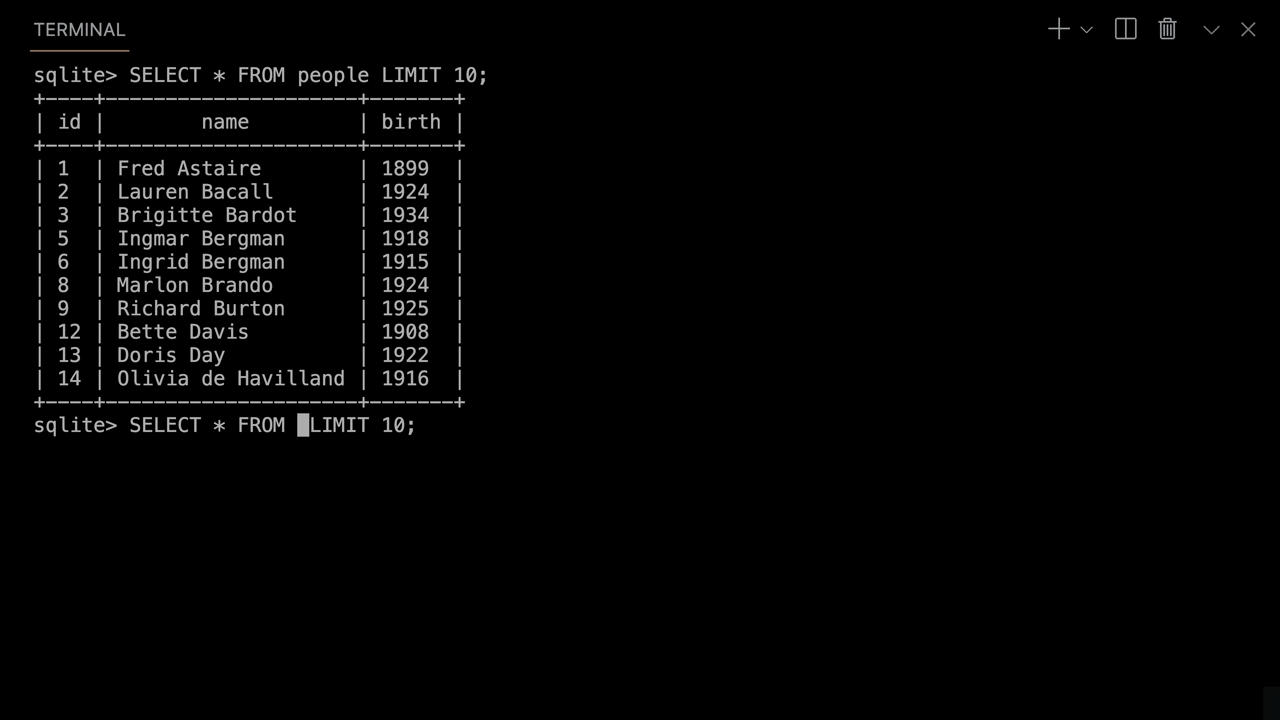 TERMINAL
sqlite> SELECT * FROM people LIMIT 10;
+----+---------------------+-------+
| id |        name         | birth |
+----+---------------------+-------+
| 1  | Fred Astaire        | 1899  |
| 2  | Lauren Bacall       | 1924  |
| 3  | Brigitte Bardot     | 1934  |
| 5  | Ingmar Bergman      | 1918  |
| 6  | Ingrid Bergman      | 1915  |
| 8  | Marlon Brando       | 1924  |
| 9  | Richard Burton      | 1925  |
| 12 | Bette Davis         | 1908  |
| 13 | Doris Day           | 1922  |
| 14 | Olivia de Havilland | 1916  |
+----+---------------------+-------+
sqlite> SELECT * FROM LIMIT 10;